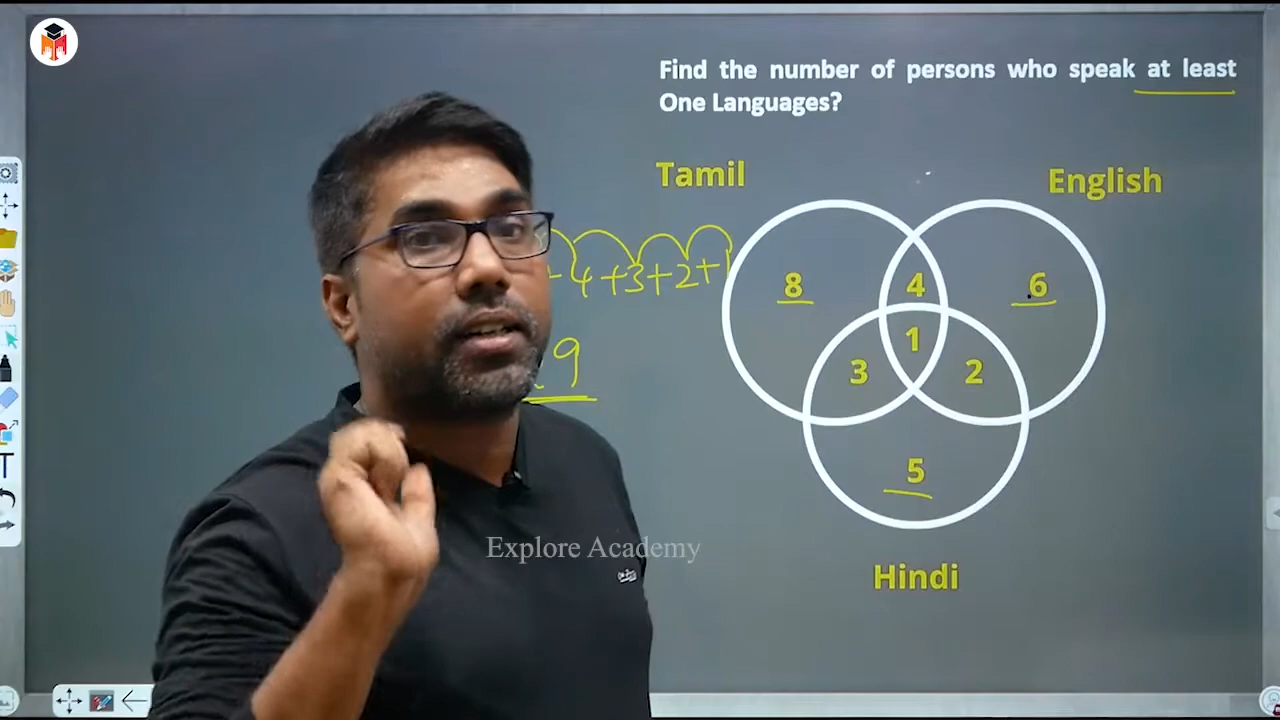 Find the number of persons who speak at least
One Languages?
Tamil
English
4+3+2+1
8
4
6
1
9
3
2
5
Explore Academy
Hindi